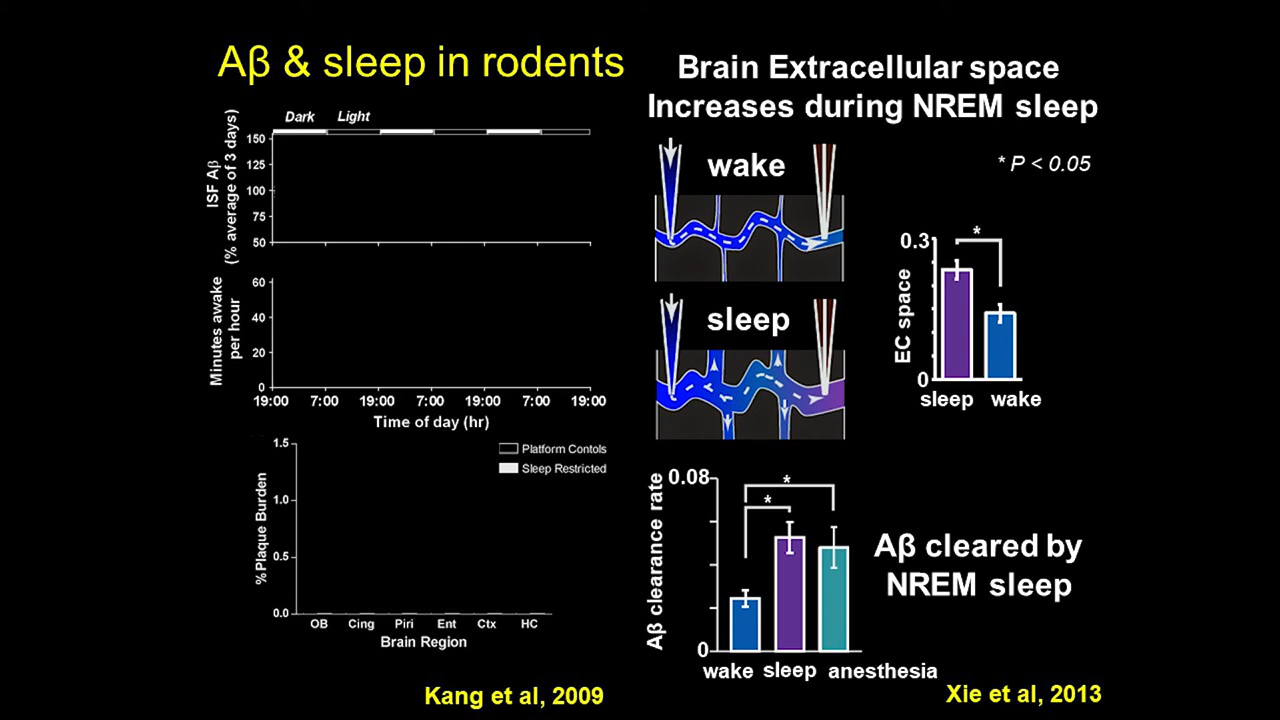 Aβ & sleep in rodents
Dark Light
ISF Aβ
(% average of 3 days)
150
125
100
75
50
Minutes awake
per hour
60
40
20
0
19:00 7:00 19:00 7:00 19:00 7:00 19:00
Time of day (hr)
Platform Contols
Sleep Restricted
%Plaque Burden
1.5
1.0
0.5
0.0
OB Cing Piri Ent Ctx HC
Brain Region
Kang et al, 2009
Brain Extracellular space
Increases during NREM sleep
wake
sleep
* P < 0.05
EC space
0.3
*
0
sleep wake
Aβ clearance rate
0.08
*
*
0
wake sleep anesthesia
Aβ cleared by
NREM sleep
Xie et al, 2013